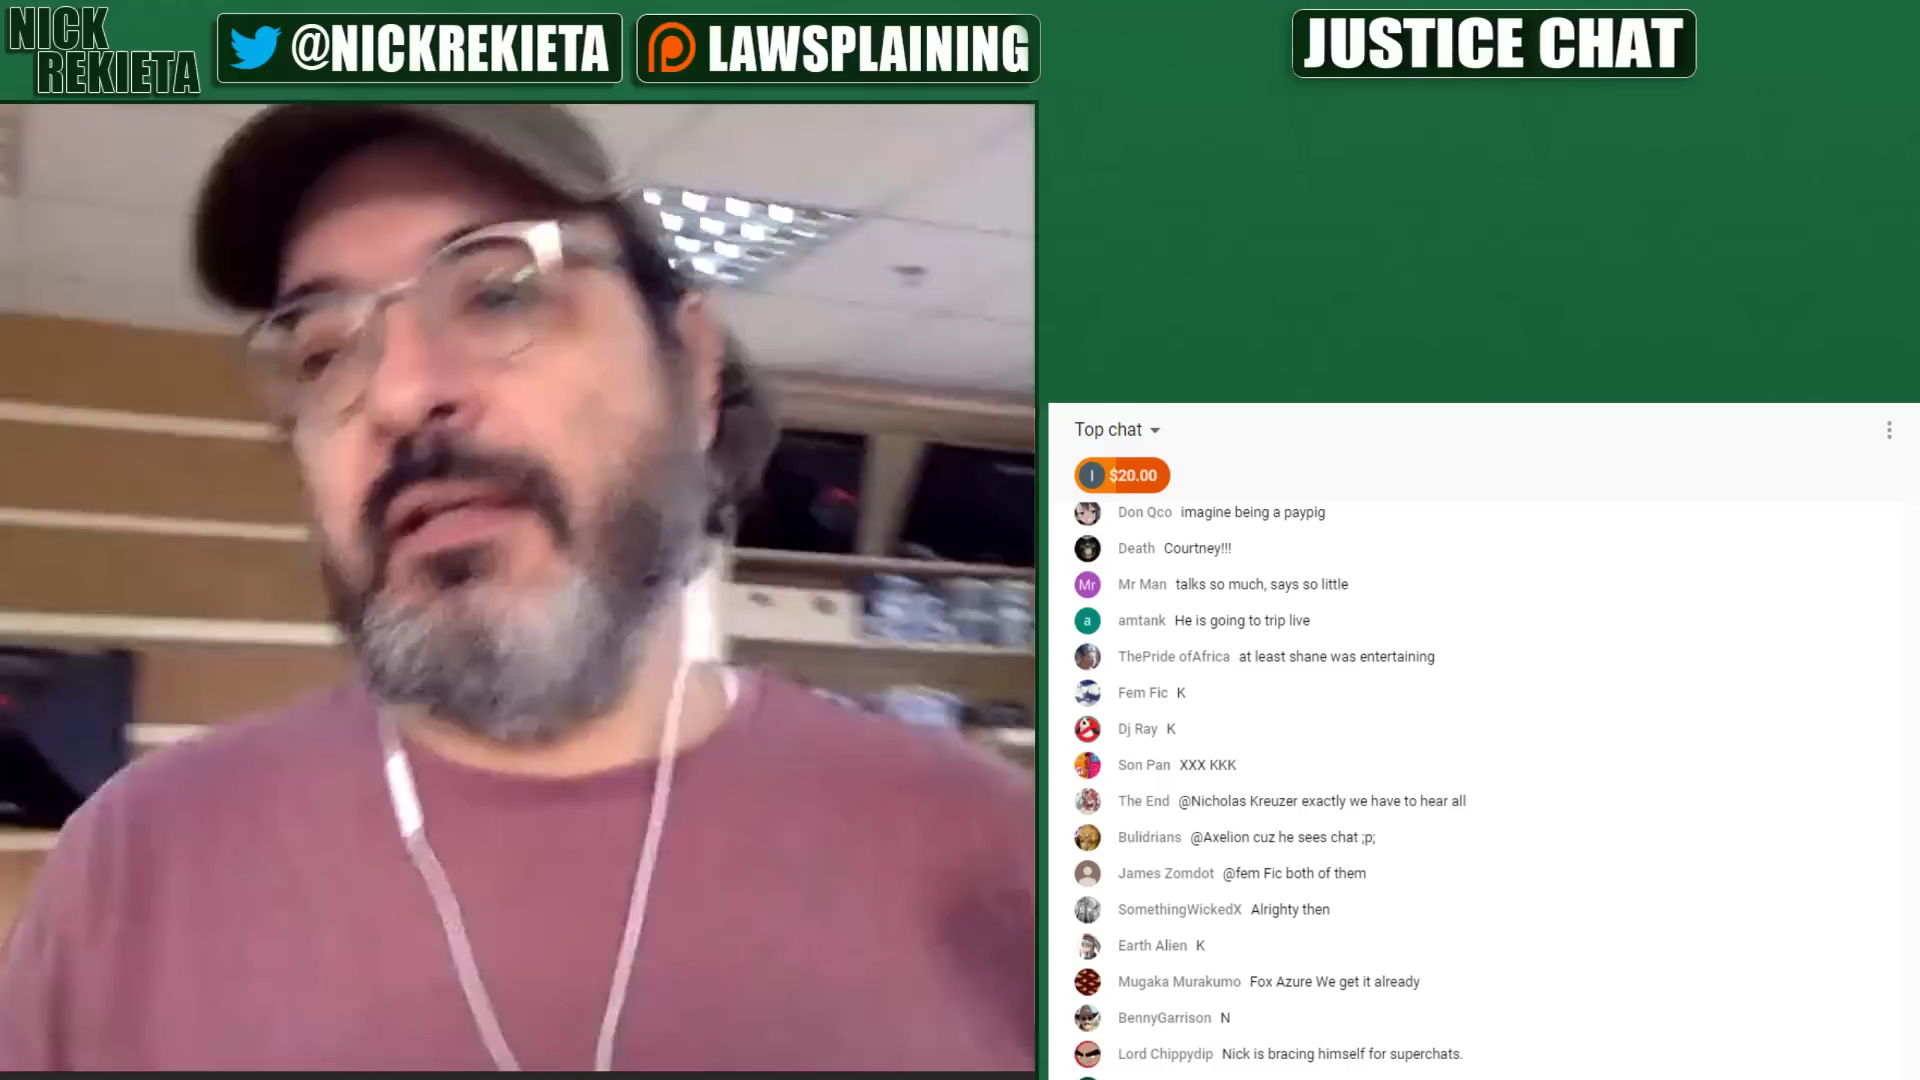 NICK
REKIETA
@NICKREKIETA
LAWSPLAINING
JUSTICE CHAT
Top chat
I $20.00
Don Qco imagine being a paypig
Death Courtney!!!
Mr Mr Man talks so much, says so little
a amtank He is going to trip live
ThePride ofAfrica at least shane was entertaining
Fem Fic K
Dj Ray K
Son Pan XXX KKK
The End @Nicholas Kreuzer exactly we have to hear all
Bulidrians @Axelion cuz he sees chat ;p;
James Zomdot @fem Fic both of them
SomethingWickedX Alrighty then
Earth Alien K
Mugaka Murakumo Fox Azure We get it already
BennyGarrison N
Lord Chippydip Nick is bracing himself for superchats.